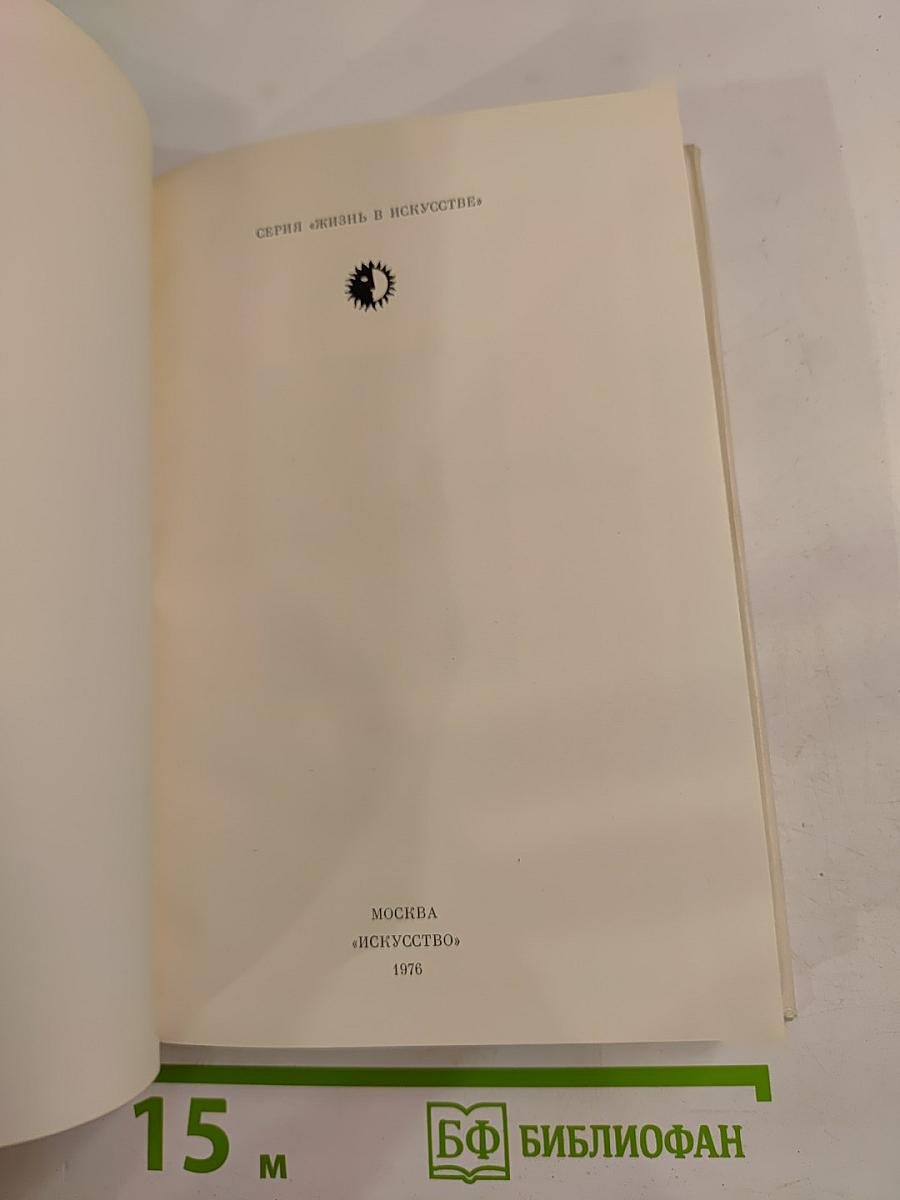 СЕРИЯ «ЖИЗНЬ В ИСКУССТВЕ»
МОСКВА
«ИСКУССТВО»
1976
15 м
БФ БИБЛИОФАН